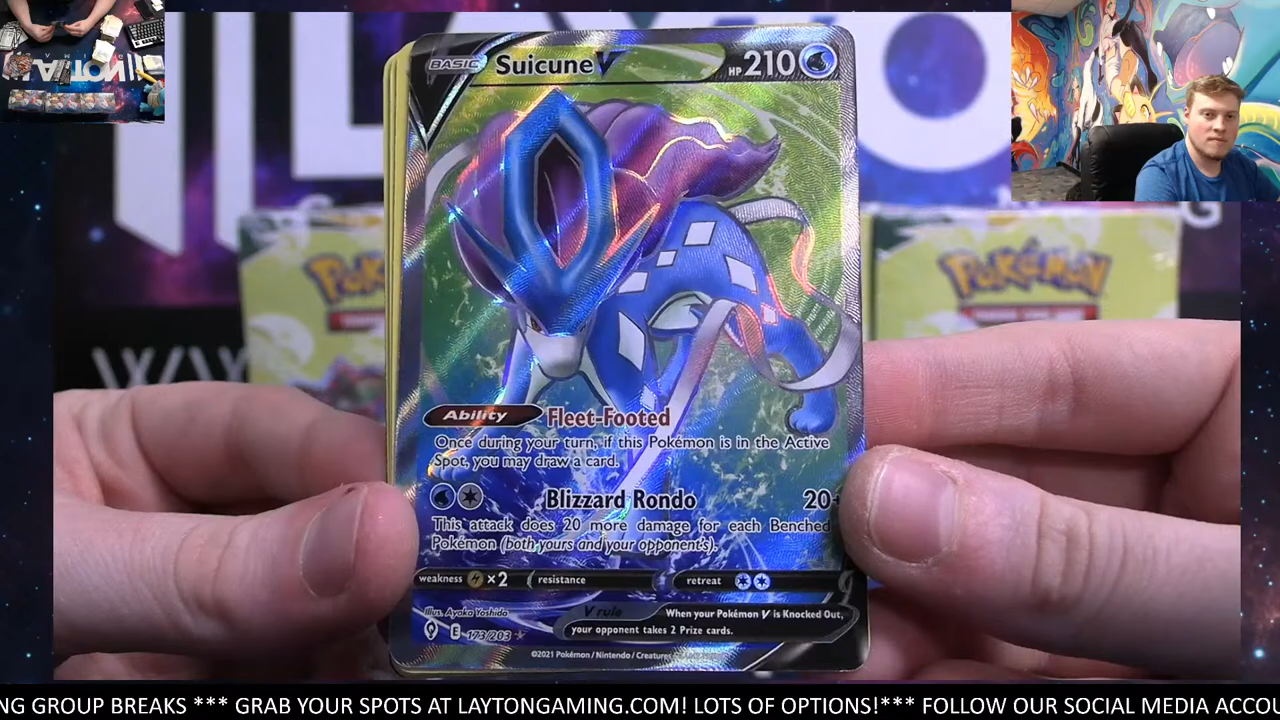 BASIC Suicune V HP 210
Ability Fleet-Footed
Once during your turn, if this Pokémon is in the Active
Spot, you may draw a card.
Blizzard Rondo 20
This attack does 20 more damage for each Benched
Pokémon (both yours and your opponent's).
weakness ×2 resistance retreat
Illus. Ayaka Yoshida
V rule When your Pokémon V is Knocked Out,
your opponent takes 2 Prize cards.
E 173/203
©2021 Pokémon / Nintendo / Creatures
POKÉMON
G
NG GROUP BREAKS *** GRAB YOUR SPOTS AT LAYTONGAMING.COM! LOTS OF OPTIONS!*** FOLLOW OUR SOCIAL MEDIA ACCOU